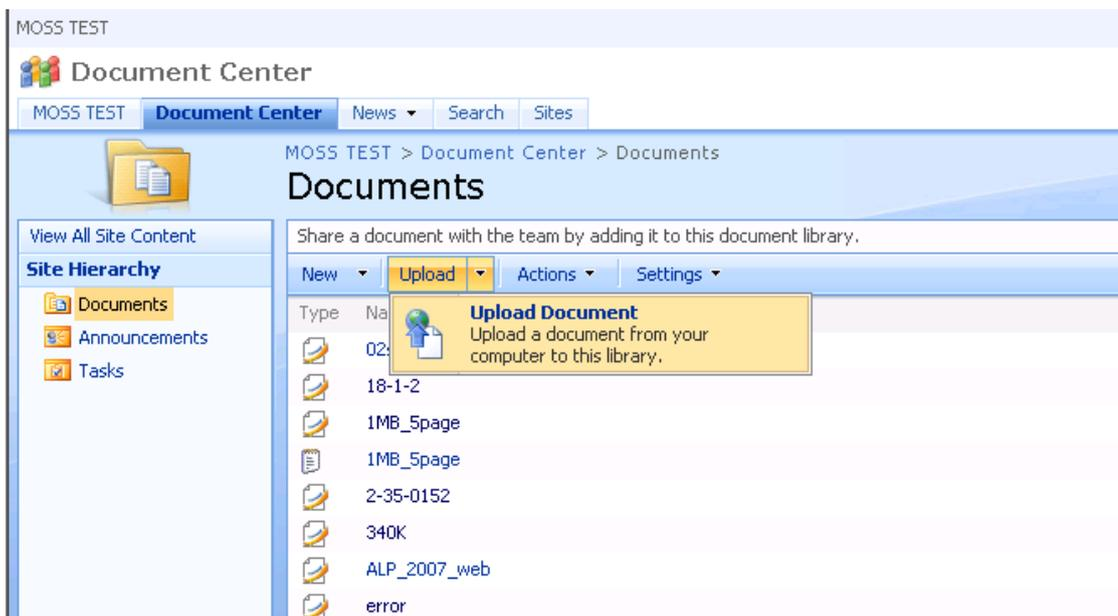 MOSS TEST
Document Center
MOSS TEST Document Center News Search Sites
MOSS TEST > Document Center > Documents
Documents
View All Site Content
Share a document with the team by adding it to this document library.
Site Hierarchy
New Upload Actions Settings
Documents
Announcements
Tasks
Type Na
Upload Document
Upload a document from your
computer to this library.
18-1-2
1MB_5page
1MB_5page
2-35-0152
340K
ALP_2007_web
error